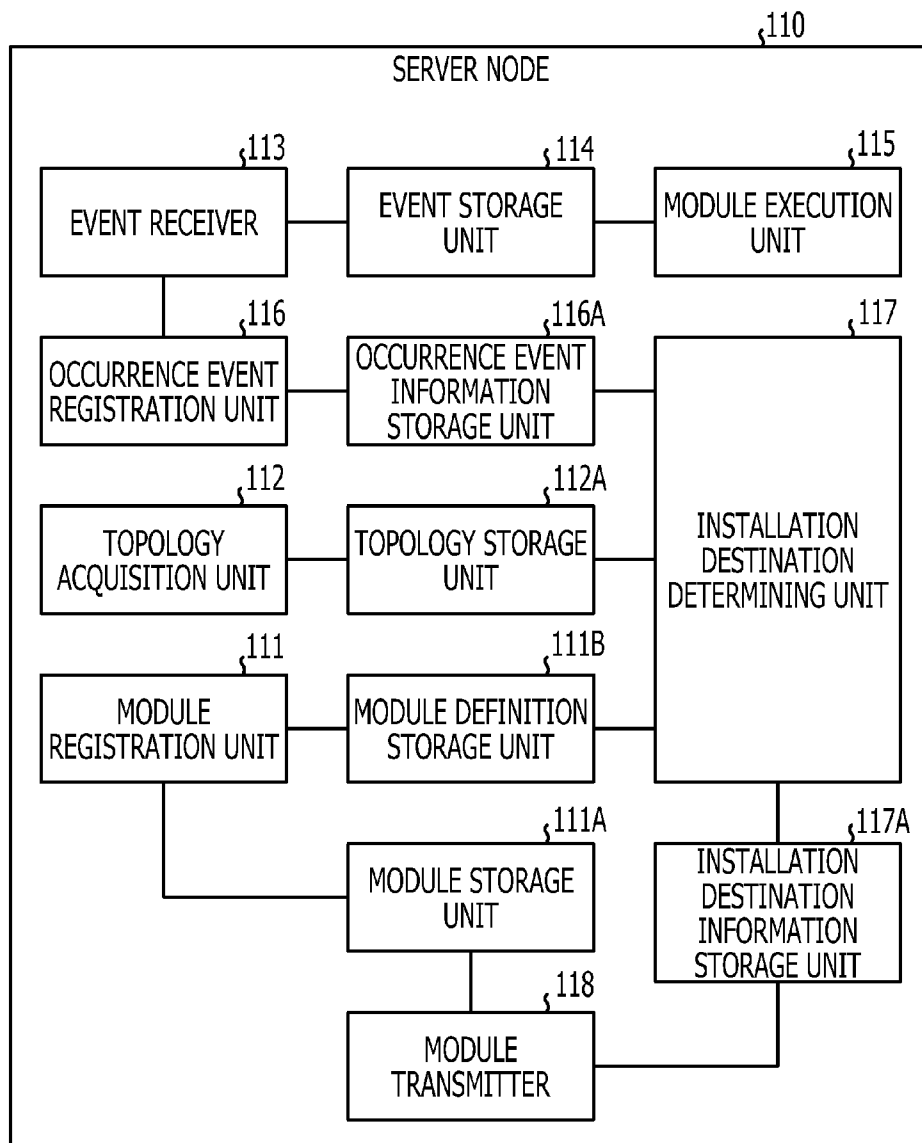 110
SERVER NODE
113
EVENT RECEIVER
114
EVENT STORAGE
UNIT
115
MODULE EXECUTION
UNIT
116
OCCURRENCE EVENT
REGISTRATION UNIT
116A
OCCURRENCE EVENT
INFORMATION
STORAGE UNIT
117
INSTALLATION
DESTINATION
DETERMINING UNIT
112
TOPOLOGY
ACQUISITION UNIT
112A
TOPOLOGY STORAGE
UNIT
111
MODULE
REGISTRATION UNIT
111B
MODULE DEFINITION
STORAGE UNIT
111A
MODULE STORAGE
UNIT
117A
INSTALLATION
DESTINATION
INFORMATION
STORAGE UNIT
118
MODULE
TRANSMITTER